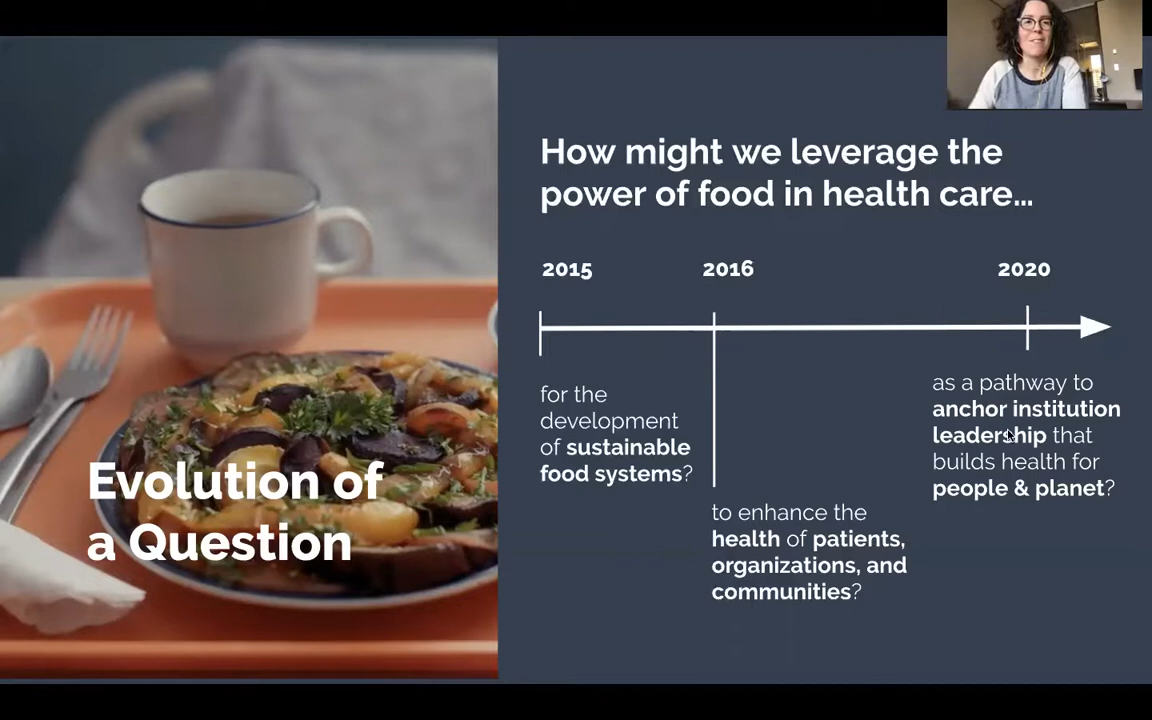 Evolution of
a Question
How might we leverage the
power of food in health care...
2015
2016
2020
for the
development
of sustainable
food systems?
to enhance the
health of patients,
organizations, and
communities?
as a pathway to
anchor institution
leadership that
builds health for
people & planet?